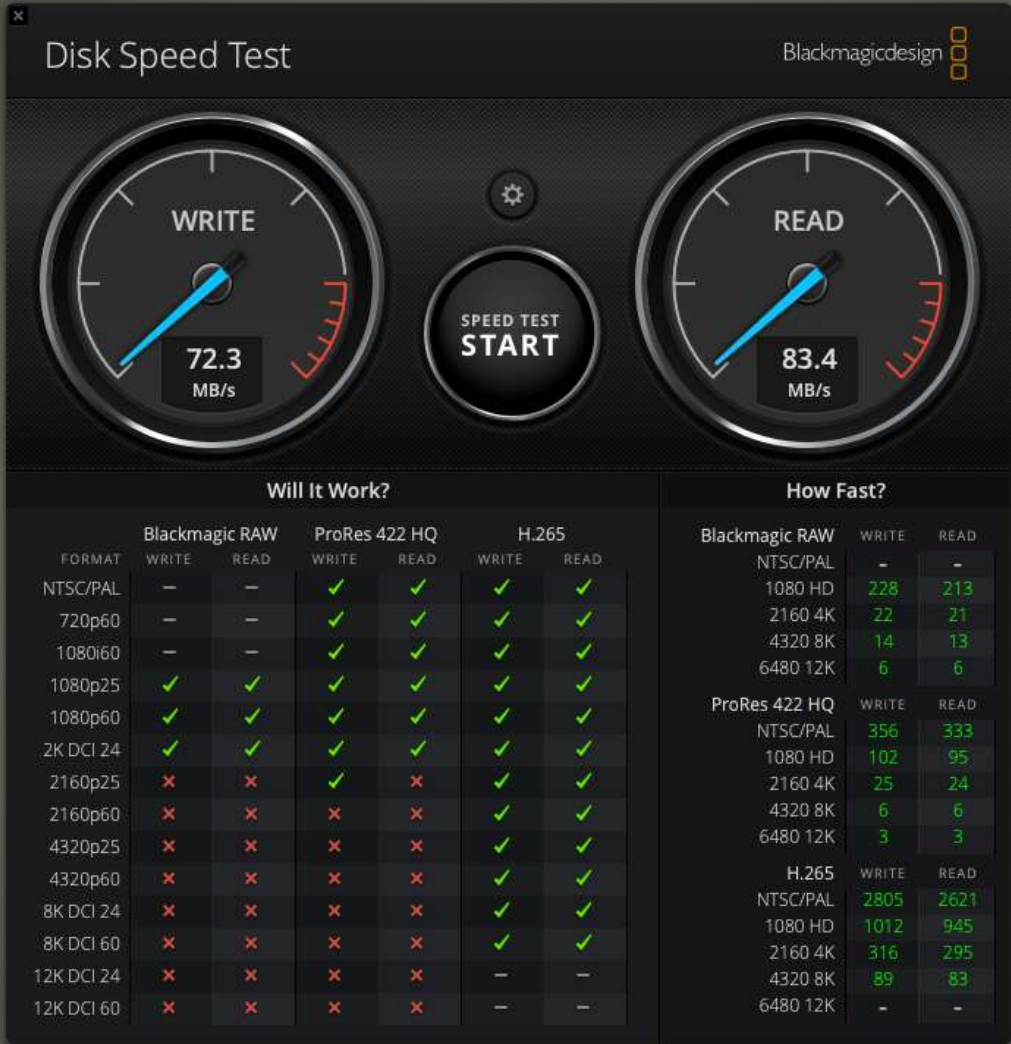 Disk Speed Test
Blackmagicdesign
WRITE
72.3
MB/s
SPEED TEST
START
READ
83.4
MB/s
Will It Work?
Blackmagic RAW ProRes 422 HQ H.265
FORMAT WRITE READ WRITE READ WRITE READ
NTSC/PAL – – ✓ ✓ ✓ ✓
720p60 – – ✓ ✓ ✓ ✓
1080i60 – – ✓ ✓ ✓ ✓
1080p25 ✓ ✓ ✓ ✓ ✓ ✓
1080p60 ✓ ✓ ✓ ✓ ✓ ✓
2K DCI 24 ✓ ✓ ✓ ✓ ✓ ✓
2160p25 × × ✓ × ✓ ✓
2160p60 × × × × ✓ ✓
4320p25 × × × × ✓ ✓
4320p60 × × × × ✓ ✓
8K DCI 24 × × × × ✓ ✓
8K DCI 60 × × × × ✓ ✓
12K DCI 24 × × × × – –
12K DCI 60 × × × × – –
How Fast?
Blackmagic RAW WRITE READ
NTSC/PAL - -
1080 HD 228 213
2160 4K 22 21
4320 8K 14 13
6480 12K 6 6
ProRes 422 HQ WRITE READ
NTSC/PAL 356 333
1080 HD 102 95
2160 4K 25 24
4320 8K 6 6
6480 12K 3 3
H.265 WRITE READ
NTSC/PAL 2805 2621
1080 HD 1012 945
2160 4K 316 295
4320 8K 89 83
6480 12K - -